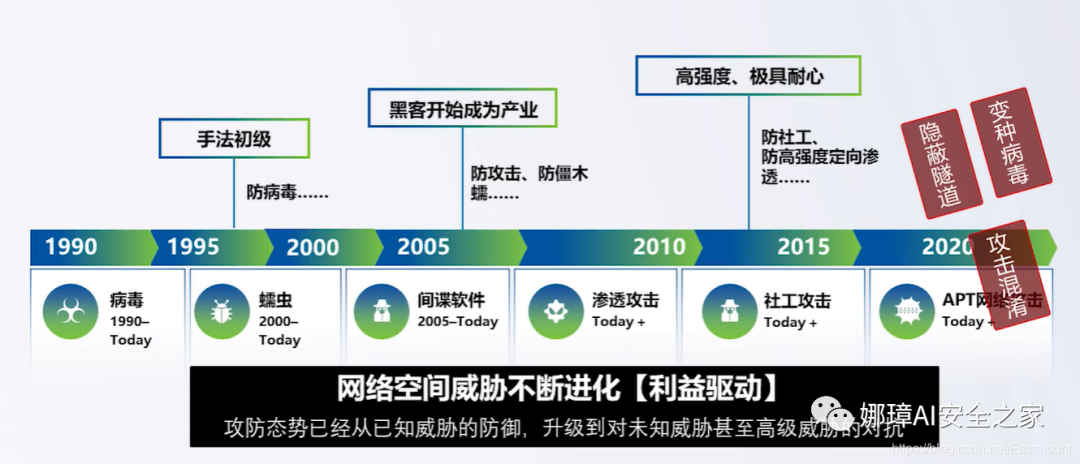 高强度、极具耐心
黑客开始成为产业
手法初级
防病毒……
防攻击、防僵木
蠕……
防社工、
防高强度定向渗
透……
隐蔽隧道
变种病毒
攻击混淆
1990 1995 2000 2005 2010 2015 2020
病毒
1990–
Today
蠕虫
2000–
Today
间谍软件
2005–Today
渗透攻击
Today +
社工攻击
Today +
APT网络攻击
Today +
网络空间威胁不断进化【利益驱动】
攻防态势已经从已知威胁的防御，升级到对未知威胁甚至高级威胁的对抗
娜璋AI安全之家
https://blog.csdn.net/Eastmount